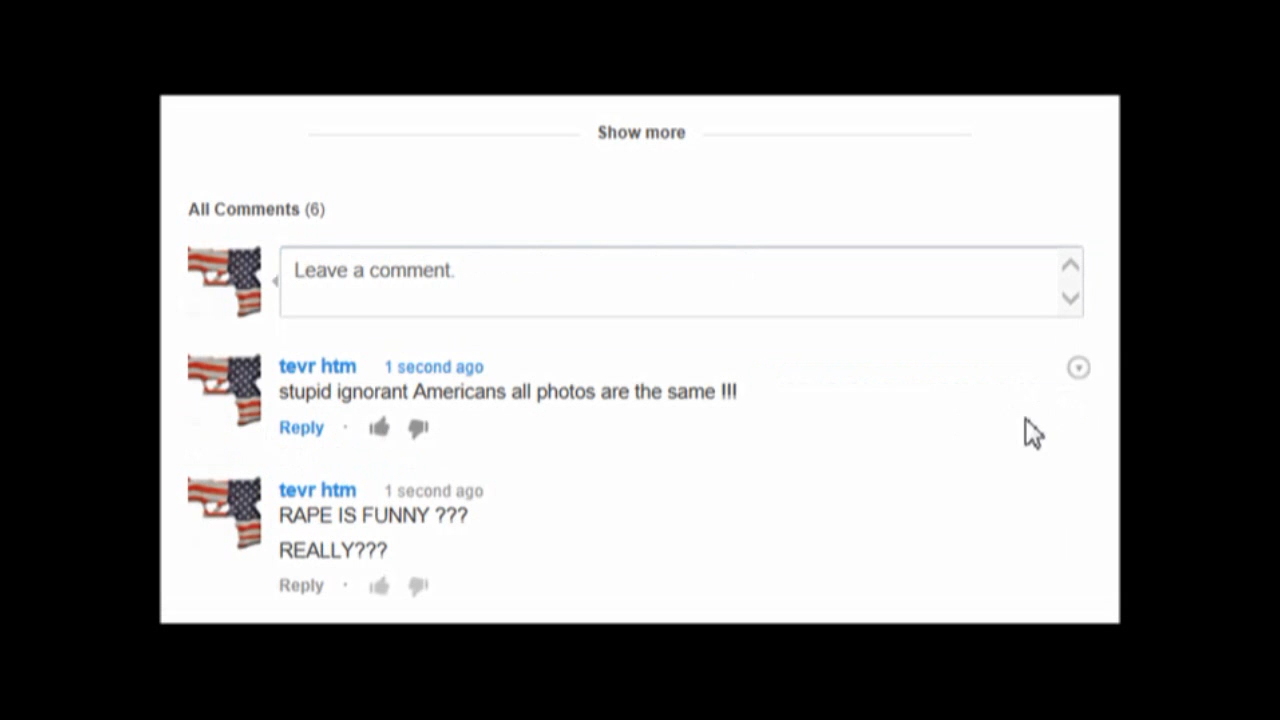 Show more
All Comments (6)
Leave a comment.
tevr htm 1 second ago
stupid ignorant Americans all photos are the same !!!
Reply ·
tevr htm 1 second ago
RAPE IS FUNNY ???
REALLY???
Reply ·